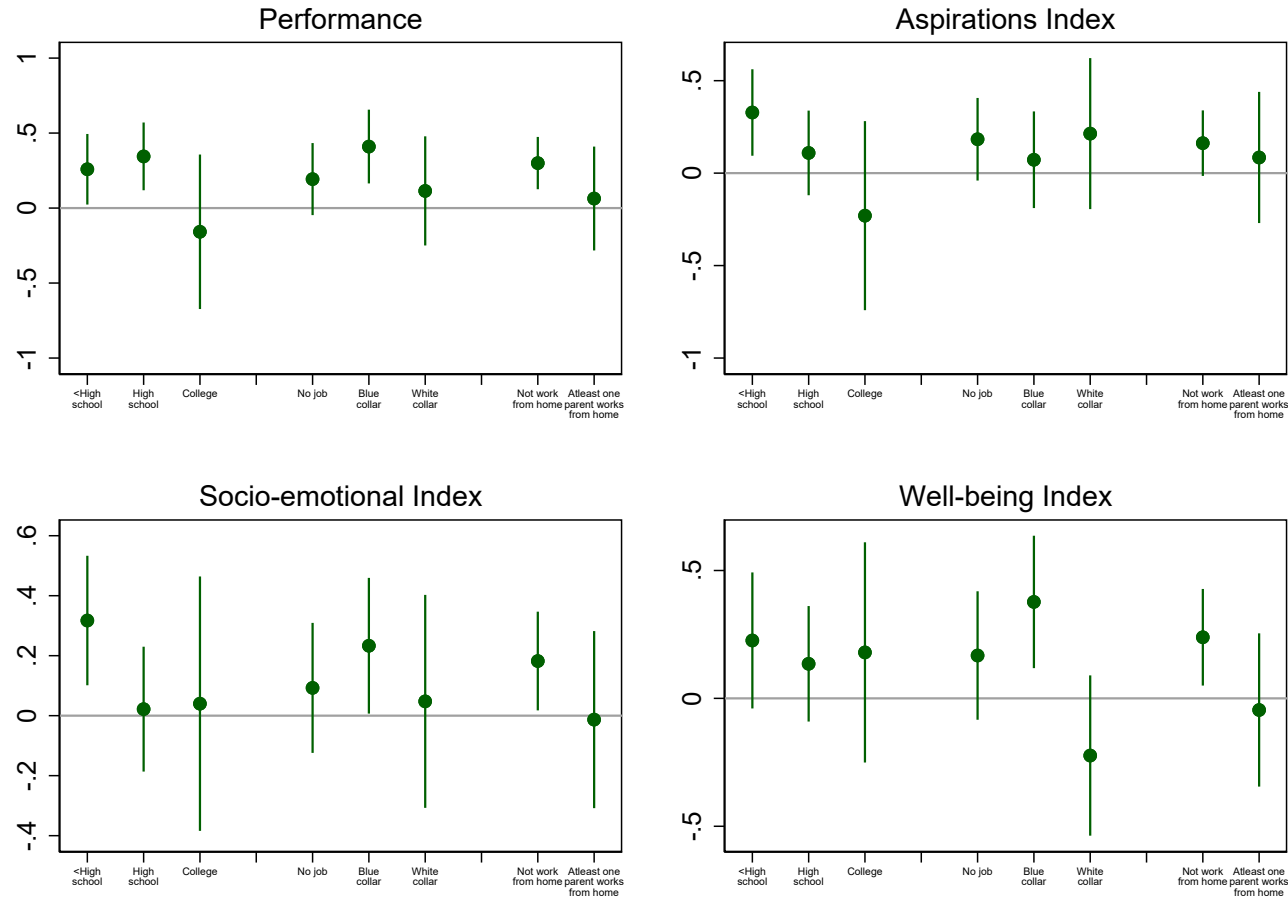 Performance
1
.5
0
-.5
-1
<High
school
High
school
College
No job
Blue
collar
White
collar
Not work
from home
Atleast one
parent works
from home
Aspirations Index
.5
0
-.5
-1
<High
school
High
school
College
No job
Blue
collar
White
collar
Not work
from home
Atleast one
parent works
from home
Socio-emotional Index
.6
.4
.2
0
-.2
-.4
<High
school
High
school
College
No job
Blue
collar
White
collar
Not work
from home
Atleast one
parent works
from home
Well-being Index
.5
0
-.5
<High
school
High
school
College
No job
Blue
collar
White
collar
Not work
from home
Atleast one
parent works
from home